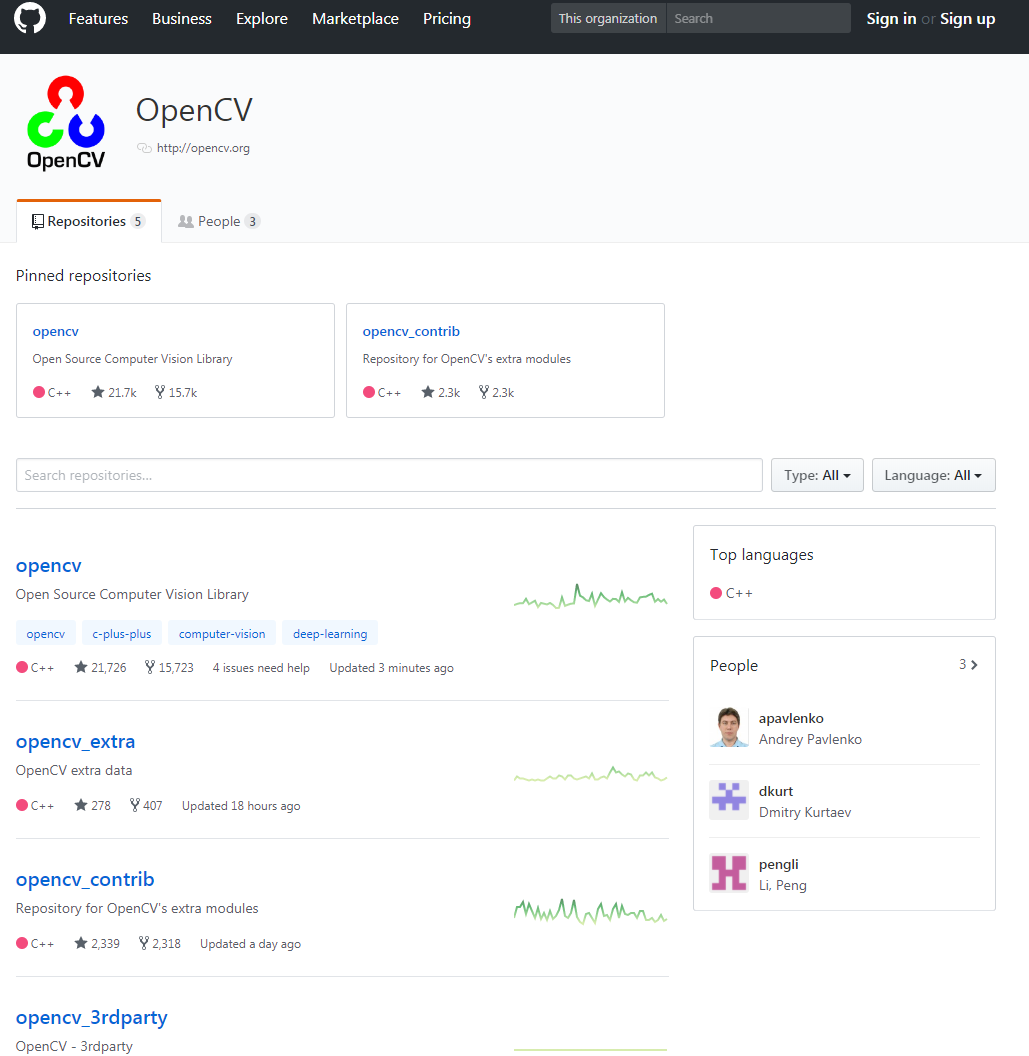 Features Business Explore Marketplace Pricing This organization Search Sign in or Sign up
OpenCV
OpenCV
http://opencv.org
Repositories 5 People 3
Pinned repositories
opencv
Open Source Computer Vision Library
C++ 21.7k 15.7k
opencv_contrib
Repository for OpenCV's extra modules
C++ 2.3k 2.3k
Search repositories... Type: All Language: All
opencv
Open Source Computer Vision Library
opencv c-plus-plus computer-vision deep-learning
C++ 21,726 15,723 4 issues need help Updated 3 minutes ago
opencv_extra
OpenCV extra data
C++ 278 407 Updated 18 hours ago
opencv_contrib
Repository for OpenCV's extra modules
C++ 2,339 2,318 Updated a day ago
opencv_3rdparty
OpenCV - 3rdparty
Top languages
C++
People 3
apavlenko
Andrey Pavlenko
dkurt
Dmitry Kurtaev
pengli
Li, Peng